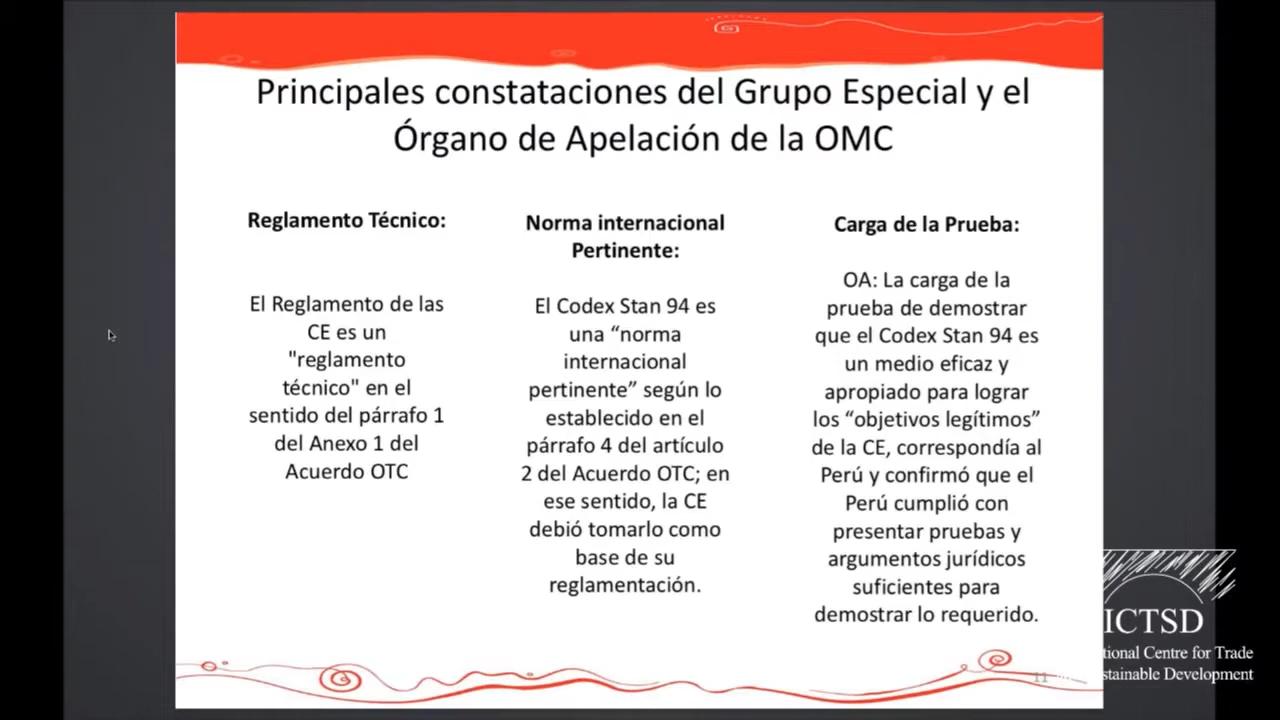 Principales constataciones del Grupo Especial y el
Órgano de Apelación de la OMC
Reglamento Técnico:
El Reglamento de las
CE es un
"reglamento
técnico" en el
sentido del párrafo 1
del Anexo 1 del
Acuerdo OTC
Norma internacional
Pertinente:
El Codex Stan 94 es
una “norma
internacional
pertinente” según lo
establecido en el
párrafo 4 del artículo
2 del Acuerdo OTC; en
ese sentido, la CE
debió tomarlo como
base de su
reglamentación.
Carga de la Prueba:
OA: La carga de la
prueba de demostrar
que el Codex Stan 94 es
un medio eficaz y
apropiado para lograr
los “objetivos legítimos”
de la CE, correspondía al
Perú y confirmó que el
Perú cumplió con
presentar pruebas y
argumentos jurídicos
suficientes para
demostrar lo requerido.
11
ICTSD
tional Centre for Trade
stainable Development